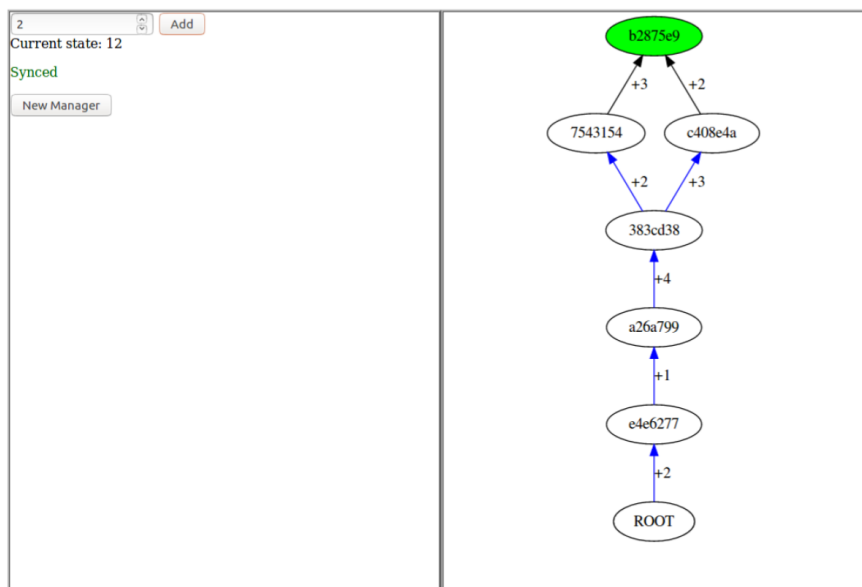 2 Add
Current state: 12
Synced
New Manager
b2875e9
+3 +2
7543154 c408e4a
+2 +3
383cd38
+4
a26a799
+1
e4e6277
+2
ROOT